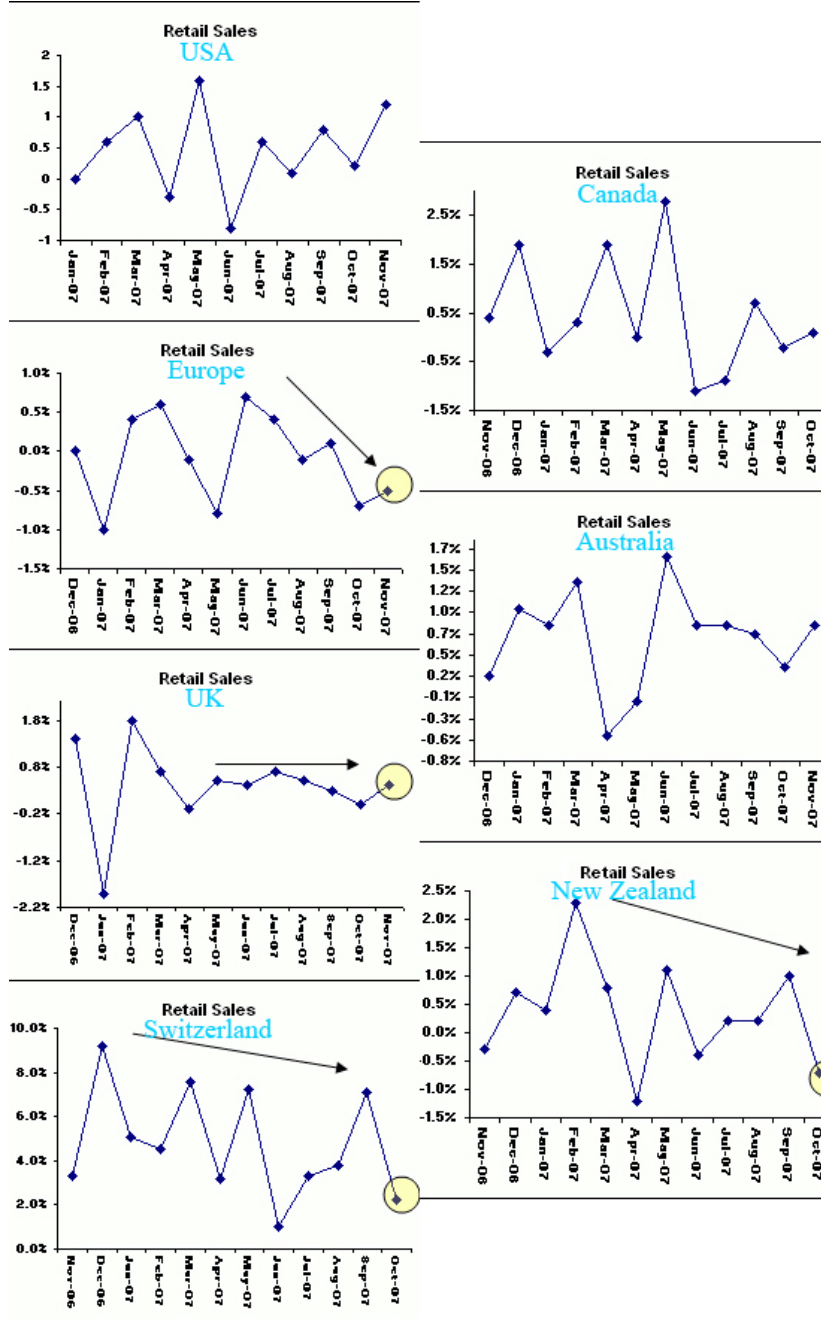 Retail Sales
USA
2
1.5
1
0.5
0
-0.5
-1
Jan-07
Feb-07
Mar-07
Apr-07
May-07
Jun-07
Jul-07
Aug-07
Sep-07
Oct-07
Nov-07
Retail Sales
Europe
1.0%
0.5%
0.0%
-0.5%
-1.0%
-1.5%
Dec-06
Jan-07
Feb-07
Mar-07
Apr-07
May-07
Jun-07
Jul-07
Aug-07
Sep-07
Oct-07
Nov-07
Retail Sales
UK
1.8%
0.8%
-0.2%
-1.2%
-2.2%
Dec-06
Jan-07
Feb-07
Mar-07
Apr-07
May-07
Jun-07
Jul-07
Aug-07
Sep-07
Oct-07
Nov-07
Retail Sales
Switzerland
10.0%
8.0%
6.0%
4.0%
2.0%
0.0%
Nov-06
Dec-06
Jan-07
Feb-07
Mar-07
Apr-07
May-07
Jun-07
Jul-07
Aug-07
Sep-07
Oct-07
Retail Sales
Canada
2.5%
1.5%
0.5%
-0.5%
-1.5%
Nov-06
Dec-06
Jan-07
Feb-07
Mar-07
Apr-07
May-07
Jun-07
Jul-07
Aug-07
Sep-07
Oct-07
Retail Sales
Australia
1.7%
1.5%
1.2%
1.0%
0.7%
0.5%
0.2%
-0.1%
-0.3%
-0.6%
-0.8%
Dec-06
Jan-07
Feb-07
Mar-07
Apr-07
May-07
Jun-07
Jul-07
Aug-07
Sep-07
Oct-07
Nov-07
Retail Sales
New Zealand
2.5%
2.0%
1.5%
1.0%
0.5%
0.0%
-0.5%
-1.0%
-1.5%
Nov-06
Dec-06
Jan-07
Feb-07
Mar-07
Apr-07
May-07
Jun-07
Jul-07
Aug-07
Sep-07
Oct-07